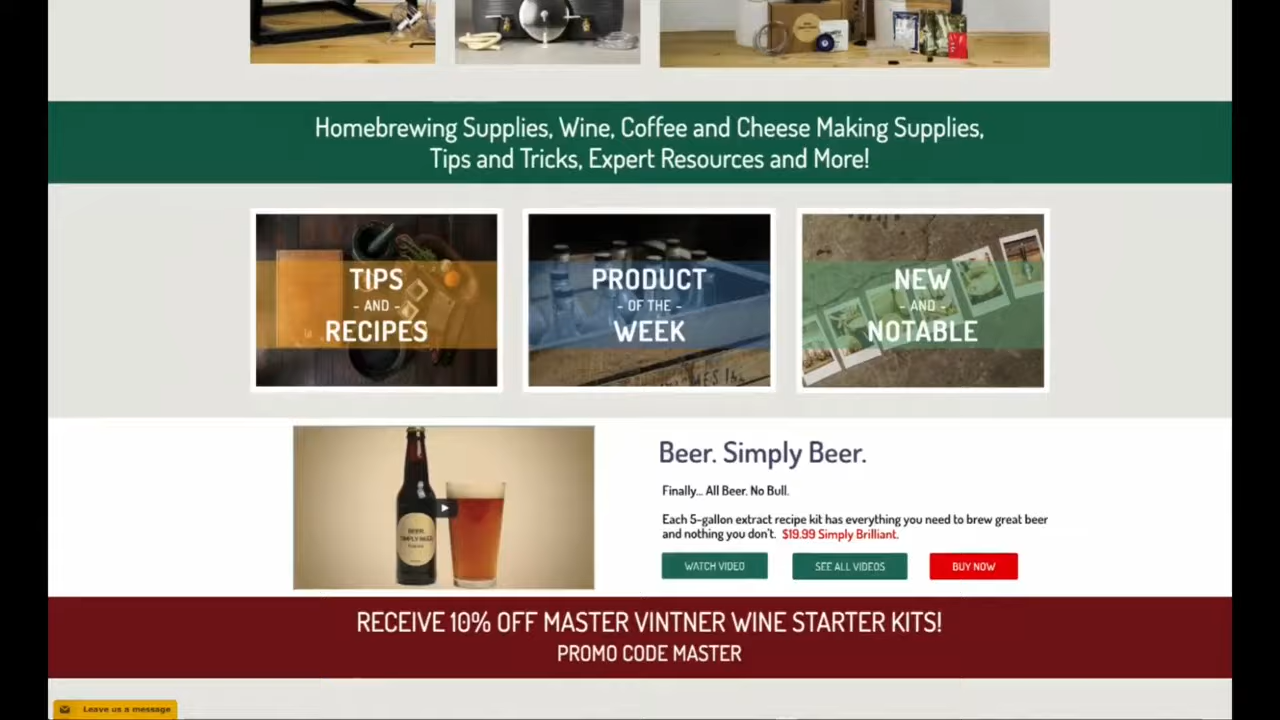 Homebrewing Supplies, Wine, Coffee and Cheese Making Supplies,
Tips and Tricks, Expert Resources and More!
TIPS
- AND -
RECIPES
PRODUCT
- OF THE -
WEEK
NEW
- AND -
NOTABLE
BEER.
SIMPLY BEER.
Beer. Simply Beer.
Finally... All Beer. No Bull.
Each 5-gallon extract recipe kit has everything you need to brew great beer
and nothing you don't. $19.99 Simply Brilliant.
WATCH VIDEO
SEE ALL VIDEOS
BUY NOW
RECEIVE 10% OFF MASTER VINTNER WINE STARTER KITS!
PROMO CODE MASTER
Leave us a message